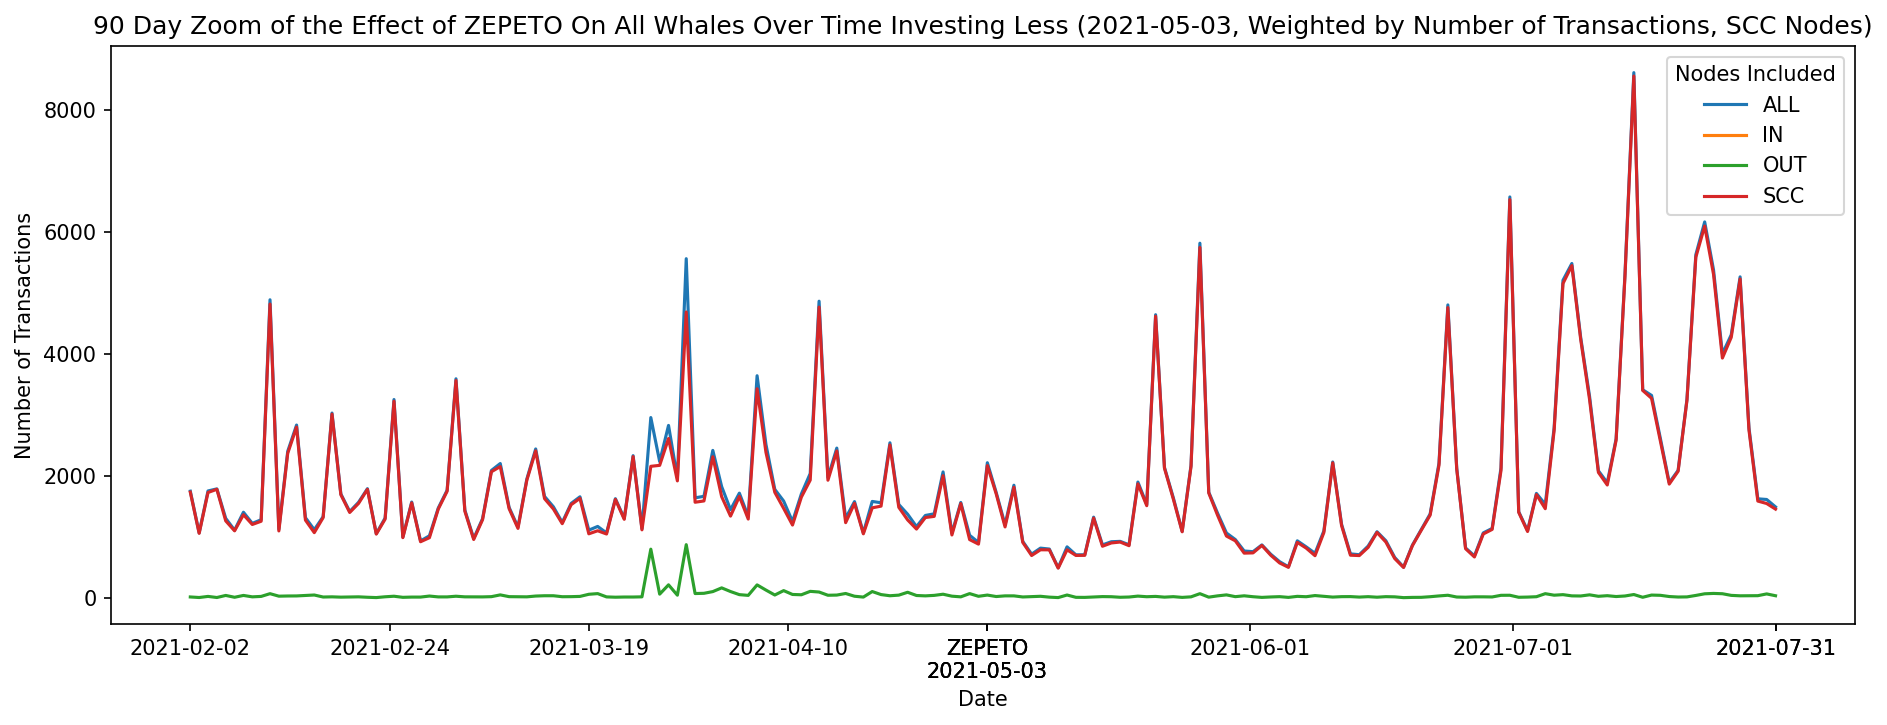 90 Day Zoom of the Effect of ZEPETO On All Whales Over Time Investing Less (2021-05-03, Weighted by Number of Transactions, SCC Nodes)
Number of Transactions
8000
6000
4000
2000
0
Nodes Included
ALL
IN
OUT
SCC
2021-02-02
2021-02-24
2021-03-19
2021-04-10
ZEPETO
2021-05-03
2021-06-01
2021-07-01
2021-07-31
Date